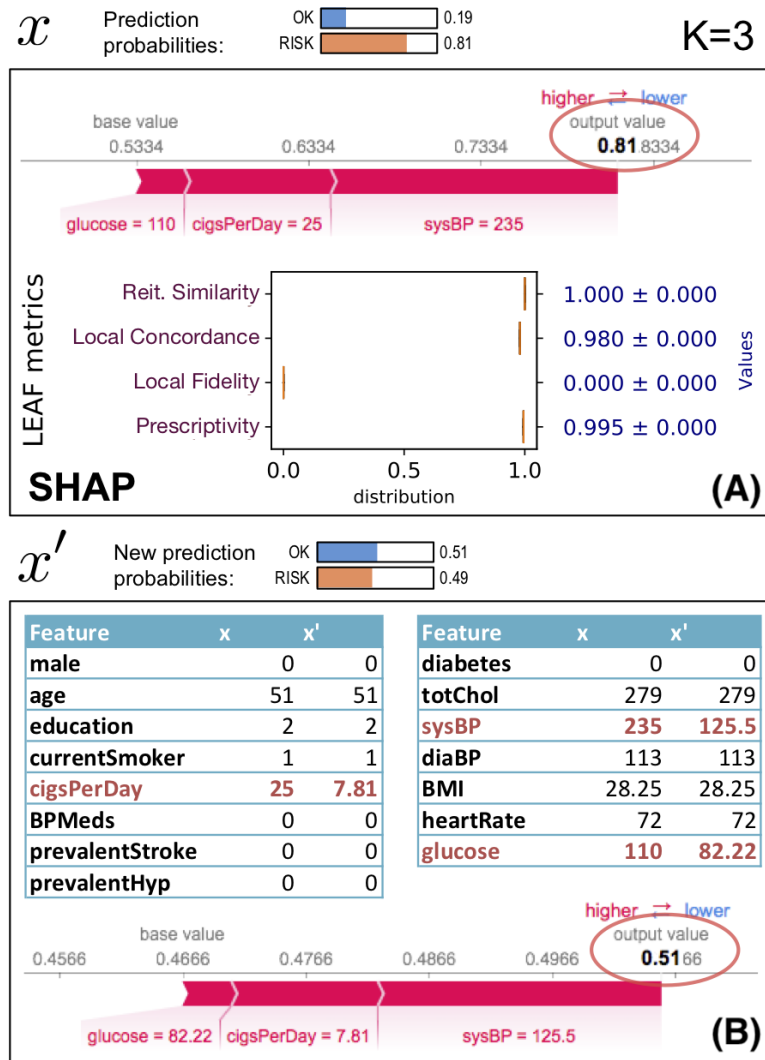 x Prediction probabilities: OK 0.19 K=3
RISK 0.81
higher ⇄ lower
base value output value
0.5334 0.6334 0.7334 0.81 8334
glucose = 110 cigsPerDay = 25 sysBP = 235
LEAF metrics
Reit. Similarity 1.000 ± 0.000
Local Concordance 0.980 ± 0.000
Local Fidelity 0.000 ± 0.000
Prescriptivity 0.995 ± 0.000
Values
0.0 0.5 1.0
distribution
SHAP (A)
x′ New prediction probabilities: OK 0.51
RISK 0.49
Feature x x'
male 0 0
age 51 51
education 2 2
currentSmoker 1 1
cigsPerDay 25 7.81
BPMeds 0 0
prevalentStroke 0 0
prevalentHyp 0 0
Feature x x'
diabetes 0 0
totChol 279 279
sysBP 235 125.5
diaBP 113 113
BMI 28.25 28.25
heartRate 72 72
glucose 110 82.22
higher ⇄ lower
base value output value
0.4566 0.4666 0.4766 0.4866 0.4966 0.5166
glucose = 82.22 cigsPerDay = 7.81 sysBP = 125.5
(B)